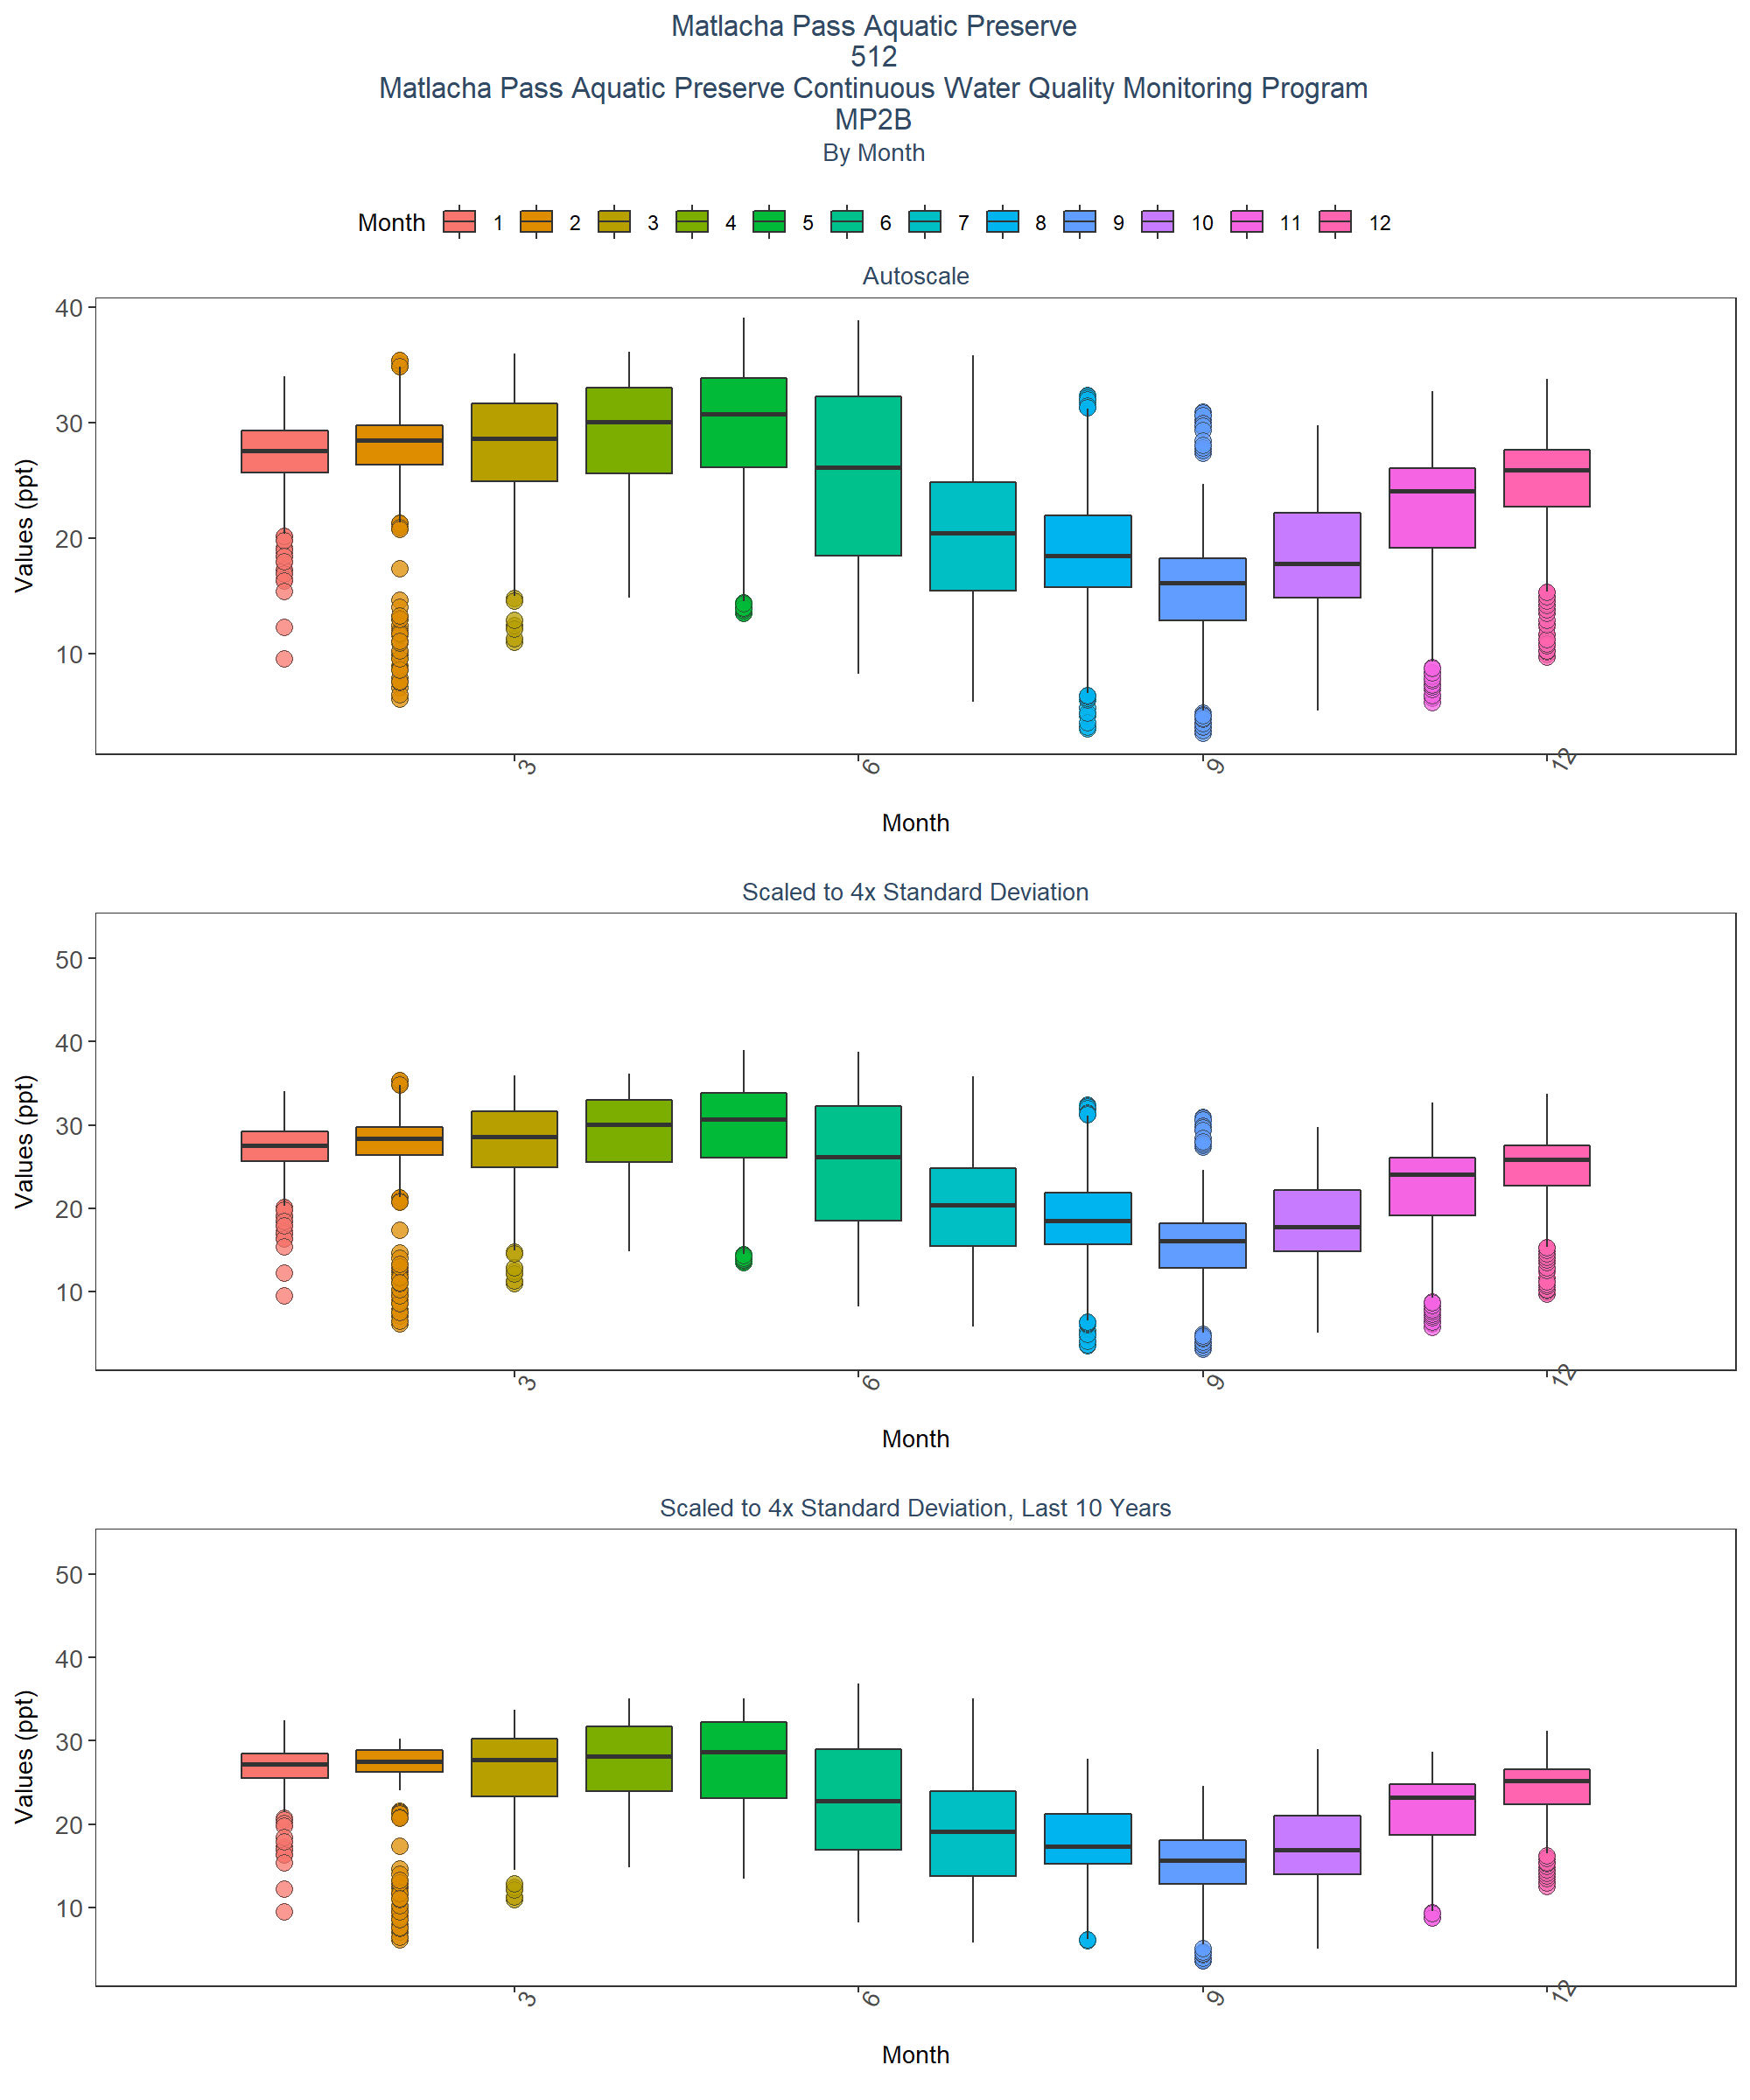 Matlacha Pass Aquatic Preserve
512
Matlacha Pass Aquatic Preserve Continuous Water Quality Monitoring Program
MP2B
By Month
Month 1 2 3 4 5 6 7 8 9 10 11 12
Autoscale
40
30
20
10
Values (ppt)
3 6 9 12
Month
Scaled to 4x Standard Deviation
50
40
30
20
10
Values (ppt)
3 6 9 12
Month
Scaled to 4x Standard Deviation, Last 10 Years
50
40
30
20
10
Values (ppt)
3 6 9 12
Month